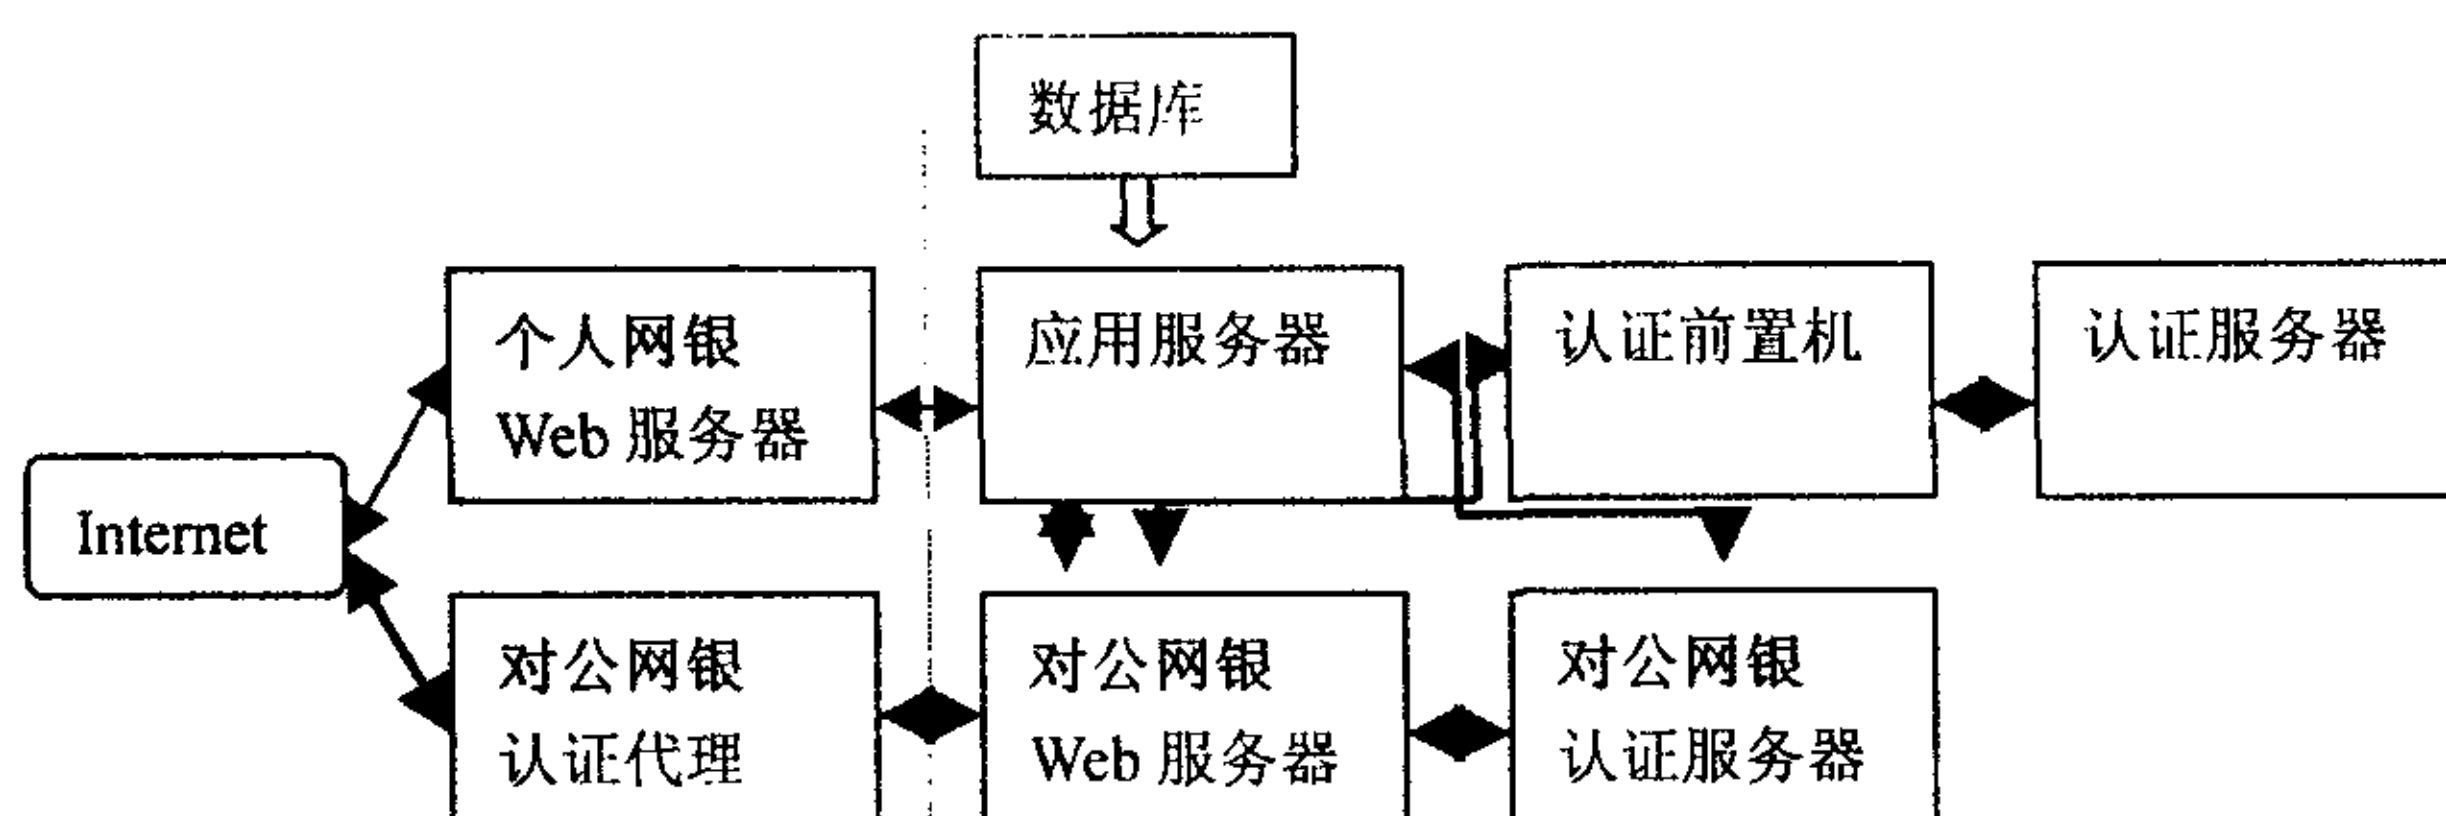 数据库
个人网银
Web 服务器
应用服务器
认证前置机
认证服务器
Internet
对公网银
认证代理
对公网银
Web 服务器
对公网银
认证服务器